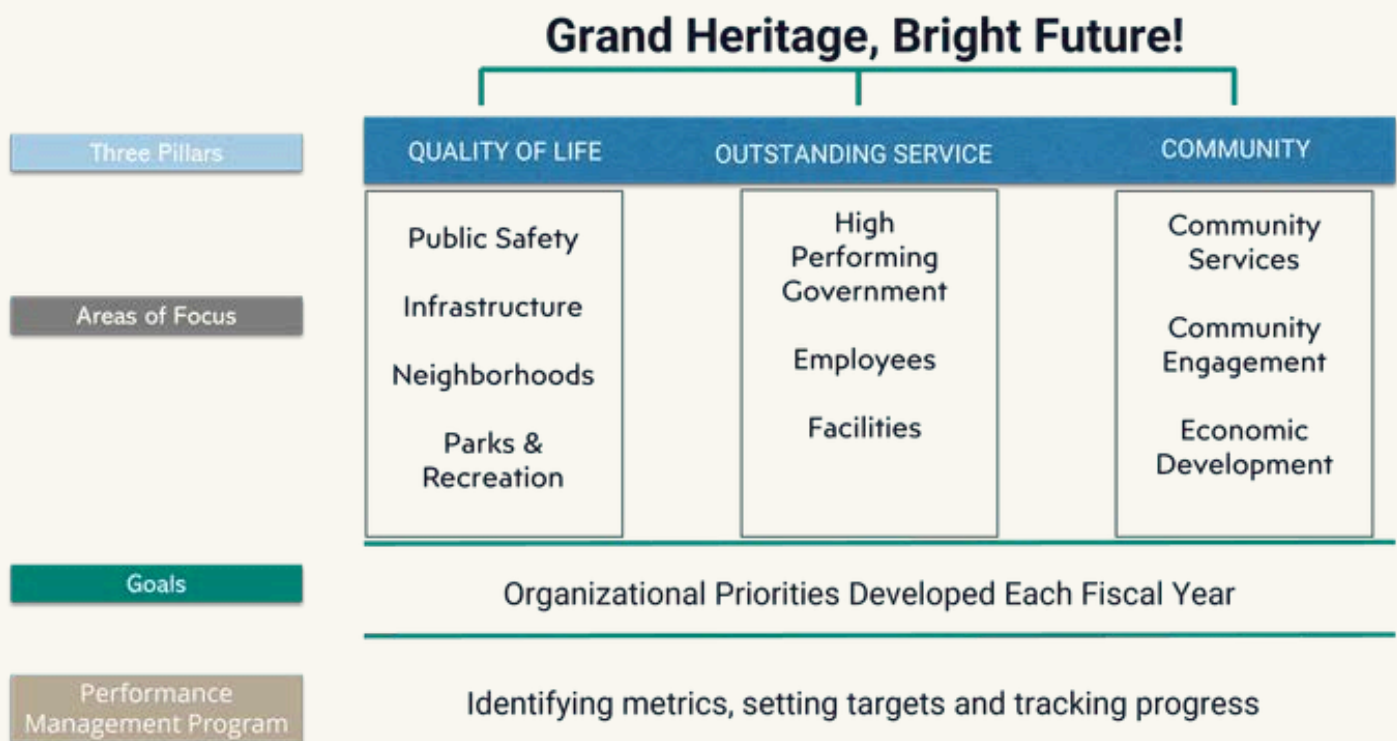 Grand Heritage, Bright Future!
Three Pillars
QUALITY OF LIFE
OUTSTANDING SERVICE
COMMUNITY
Areas of Focus
Public Safety
Infrastructure
Neighborhoods
Parks &
Recreation
High
Performing
Government
Employees
Facilities
Community
Services
Community
Engagement
Economic
Development
Goals
Organizational Priorities Developed Each Fiscal Year
Performance
Management Program
Identifying metrics, setting targets and tracking progress